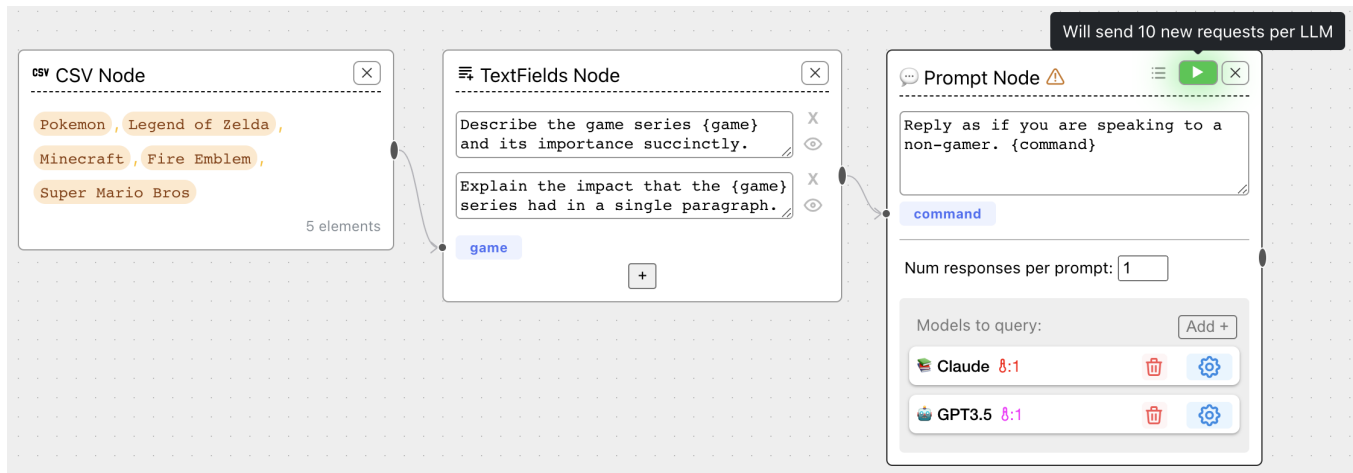 Will send 10 new requests per LLM
CSV CSV Node
Pokemon, Legend of Zelda,
Minecraft, Fire Emblem,
Super Mario Bros
5 elements
TextFields Node
Describe the game series {game}
and its importance succinctly.
X
Explain the impact that the {game}
series had in a single paragraph.
X
game
+
Prompt Node
Reply as if you are speaking to a
non-gamer. {command}
command
Num responses per prompt: 1
Models to query:
Add +
Claude :1
GPT3.5 :1